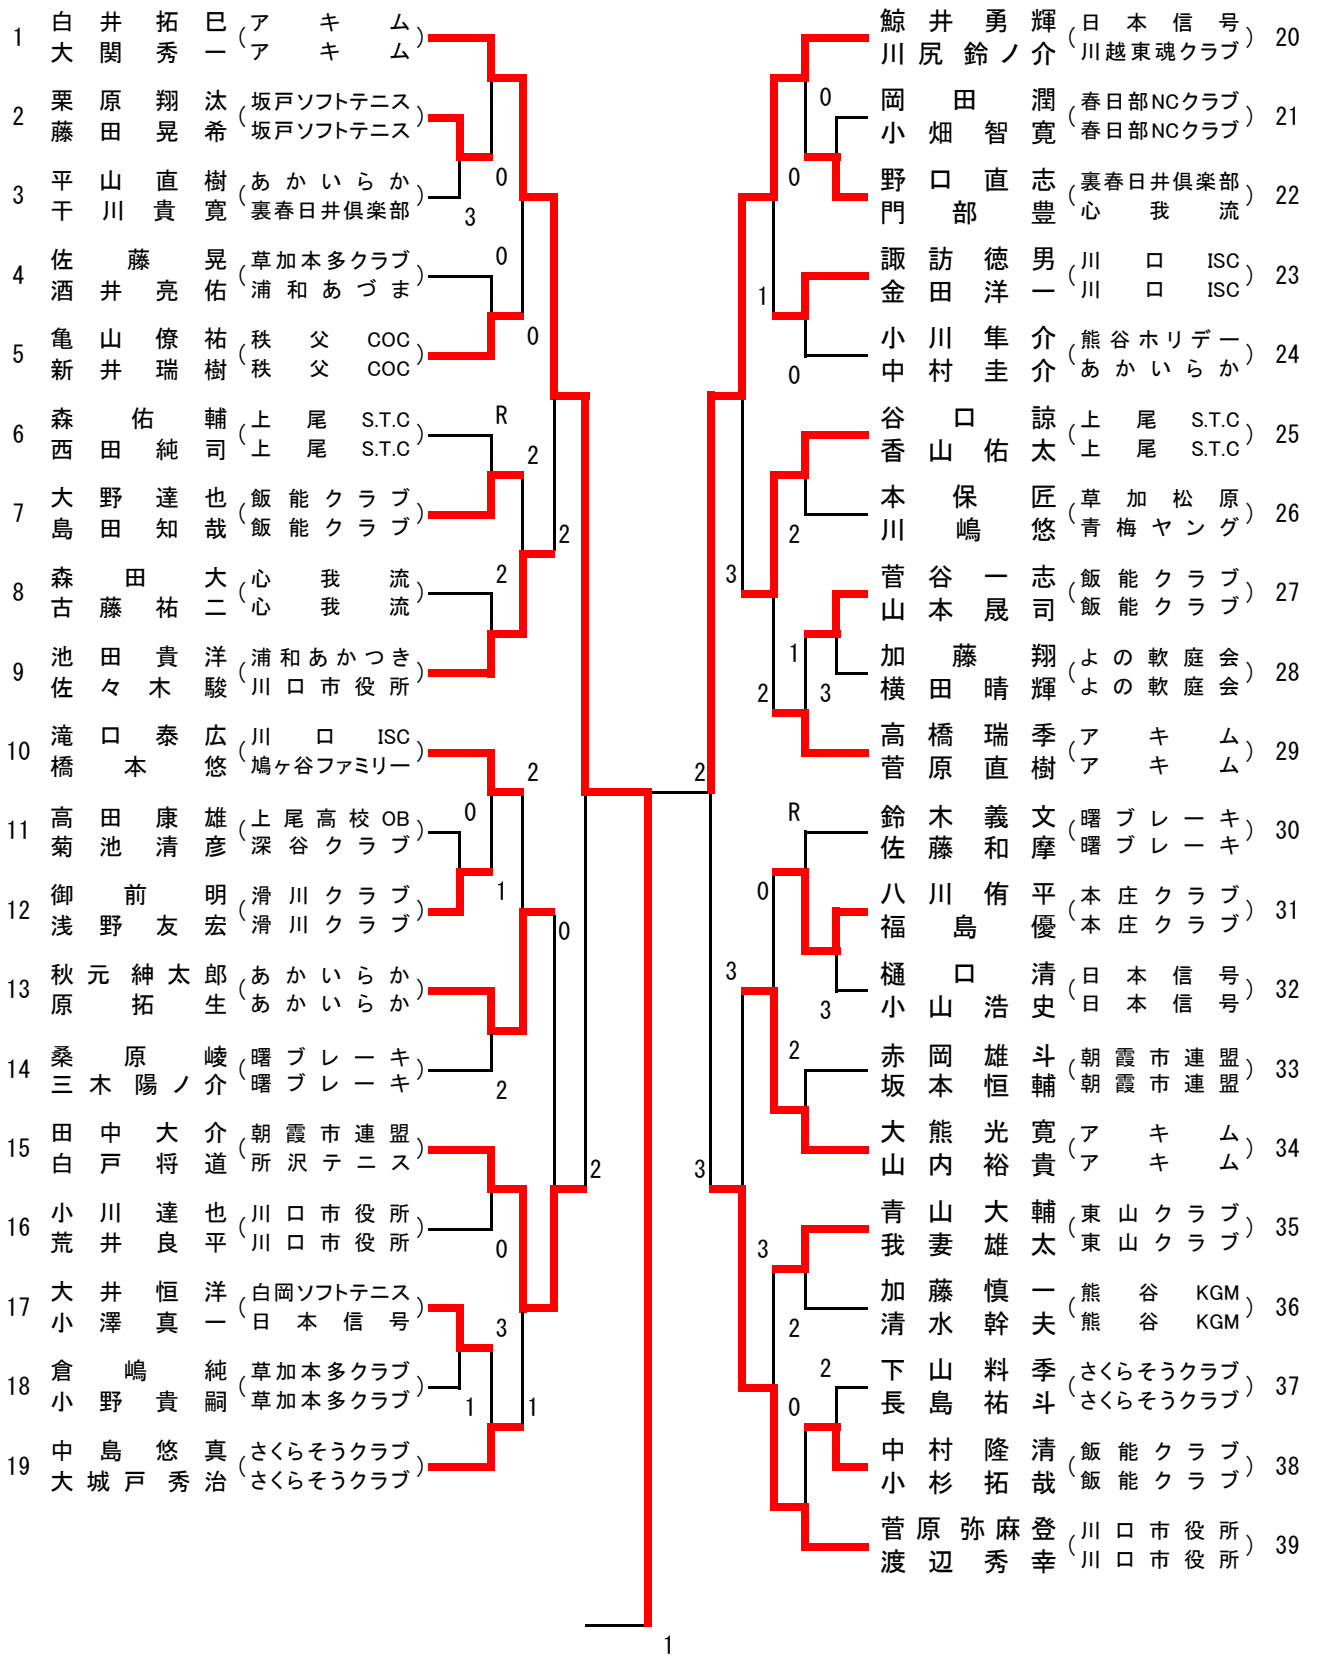 1 白井拓巳 (アキム)
大関秀一 アキム
2 栗原翔汰 (坂戸ソフトテニス)
藤田晃希 坂戸ソフトテニス
3 平山直樹 (あかいらか)
干川貴寛 裏春日井倶楽部
4 佐藤晃 (草加本多クラブ)
酒井亮佑 浦和あづま
5 亀山僚祐 (秩父COC)
新井瑞樹 秩父COC
6 森佑輔 (上尾S.T.C)
西田純司 上尾S.T.C
7 大野達也 (飯能クラブ)
島田知哉 飯能クラブ
8 森田大 (心我流)
古藤祐二 心我流
9 池田貴洋 (浦和あかつき)
佐々木駿 川口市役所
10 滝口泰広 (川口ISC)
橋本悠 鳩ヶ谷ファミリー
11 高田康雄 (上尾高校OB)
菊池清彦 深谷クラブ
12 御前明 (滑川クラブ)
浅野友宏 滑川クラブ
13 秋元紳太郎 (あかいらか)
原拓生 あかいらか
14 桑原崚 (曙ブレーキ)
三木陽ノ介 曙ブレーキ
15 田中大介 (朝霞市連盟)
白戸将道 所沢テニス
16 小川達也 (川口市役所)
荒井良平 川口市役所
17 大井恒洋 (白岡ソフトテニス)
小澤真一 日本信号
18 倉嶋純 (草加本多クラブ)
小野貴嗣 草加本多クラブ
19 中島悠真 (さくらそうクラブ)
大城戸秀治 さくらそうクラブ
0
3
0
0
R
2
2
2
2
0
1
0
2
2
0
3
1
1
2
1
0
0
1
0
2
3
1
2
3
R
0
3
3
2
3
3
2
2
0
鯨井勇輝 (日本信号) 20
川尻鈴ノ介 川越東魂クラブ
岡田潤 (春日部NCクラブ) 21
小畑智寛 春日部NCクラブ
野口直志 (裏春日井倶楽部) 22
門部豊 心我流
諏訪徳男 (川口ISC) 23
金田洋一 川口ISC
小川隼介 (熊谷ホリデー) 24
中村圭介 あかいらか
谷口諒 (上尾S.T.C) 25
香山佑太 上尾S.T.C
本保匠 (草加松原) 26
川嶋悠 青梅ヤング
菅谷一志 (飯能クラブ) 27
山本晟司 飯能クラブ
加藤翔 (よの軟庭会) 28
横田晴輝 よの軟庭会
高橋瑞季 (アキム) 29
菅原直樹 アキム
鈴木義文 (曙ブレーキ) 30
佐藤和摩 曙ブレーキ
八川侑平 (本庄クラブ) 31
福島優 本庄クラブ
樋口清 (日本信号) 32
小山浩史 日本信号
赤岡雄斗 (朝霞市連盟) 33
坂本恒輔 朝霞市連盟
大熊光寛 (アキム) 34
山内裕貴 アキム
青山大輔 (東山クラブ) 35
我妻雄太 東山クラブ
加藤慎一 (熊谷KGM) 36
清水幹夫 熊谷KGM
下山料季 (さくらそうクラブ) 37
長島祐斗 さくらそうクラブ
中村隆清 (飯能クラブ) 38
小杉拓哉 飯能クラブ
菅原弥麻登 (川口市役所) 39
渡辺秀幸 川口市役所